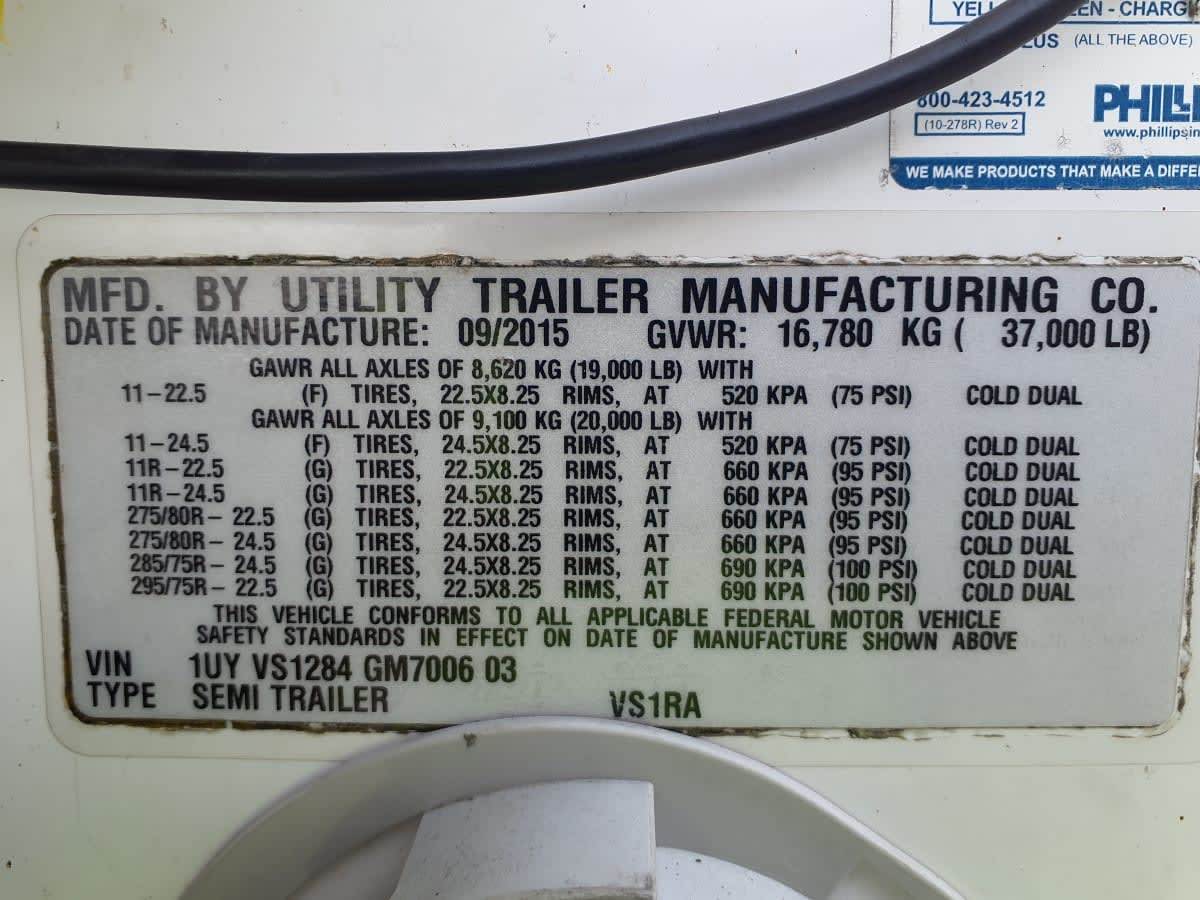 YELL EEN - CHARG
LUS (ALL THE ABOVE)
800-423-4512
PHILL
(10-278R) Rev 2
www.phillipsin
WE MAKE PRODUCTS THAT MAKE A DIFFE
MFD. BY UTILITY TRAILER MANUFACTURING CO.
DATE OF MANUFACTURE: 09/2015 GVWR: 16,780 KG ( 37,000 LB)
GAWR ALL AXLES OF 8,620 KG (19,000 LB) WITH
11-22.5 (F) TIRES, 22.5X8.25 RIMS, AT 520 KPA (75 PSI) COLD DUAL
GAWR ALL AXLES OF 9,100 KG (20,000 LB) WITH
11-24.5 (F) TIRES, 24.5X8.25 RIMS, AT 520 KPA (75 PSI) COLD DUAL
11R-22.5 (G) TIRES, 22.5X8.25 RIMS, AT 660 KPA (95 PSI) COLD DUAL
11R-24.5 (G) TIRES, 24.5X8.25 RIMS, AT 660 KPA (95 PSI) COLD DUAL
275/80R- 22.5 (G) TIRES, 22.5X8.25 RIMS, AT 660 KPA (95 PSI) COLD DUAL
275/80R- 24.5 (G) TIRES, 24.5X8.25 RIMS, AT 660 KPA (95 PSI) COLD DUAL
285/75R- 24.5 (G) TIRES, 24.5X8.25 RIMS, AT 690 KPA (100 PSI) COLD DUAL
295/75R- 22.5 (G) TIRES, 22.5X8.25 RIMS, AT 690 KPA (100 PSI) COLD DUAL
THIS VEHICLE CONFORMS TO ALL APPLICABLE FEDERAL MOTOR VEHICLE
SAFETY STANDARDS IN EFFECT ON DATE OF MANUFACTURE SHOWN ABOVE
VIN 1UY VS1284 GM7006 03
TYPE SEMI TRAILER VS1RA